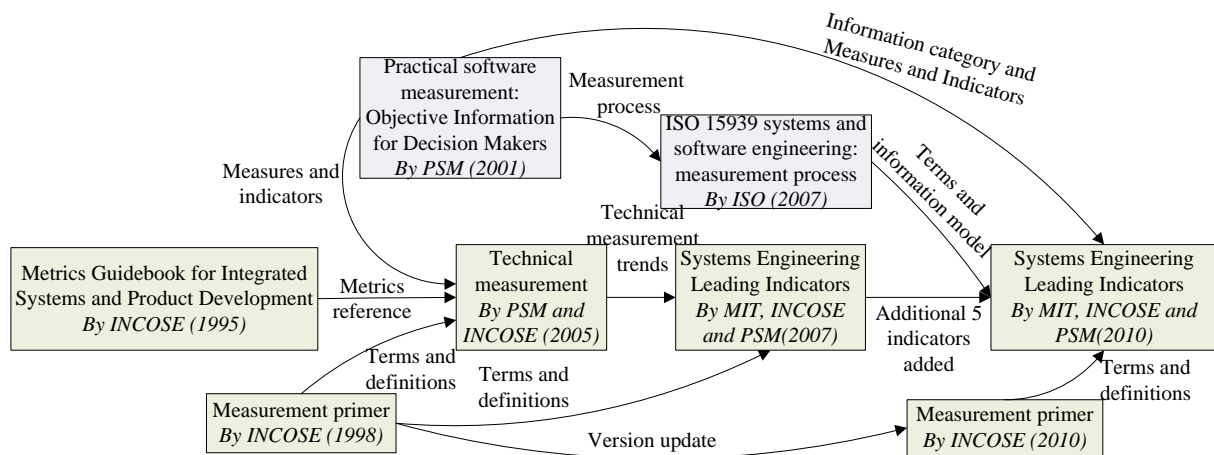 Information category and
Measures and Indicators
Practical software
measurement:
Objective Information
for Decision Makers
By PSM (2001)
Measurement
process
ISO 15939 systems and
software engineering:
measurement process
By ISO (2007)
Measures and
indicators
Terms and
information model
Technical
measurement
trends
Metrics Guidebook for Integrated
Systems and Product Development
By INCOSE (1995)
Metrics
reference
Technical
measurement
By PSM and
INCOSE (2005)
Systems Engineering
Leading Indicators
By MIT, INCOSE
and PSM(2007)
Additional 5
indicators
added
Systems Engineering
Leading Indicators
By MIT, INCOSE and
PSM(2010)
Terms and
definitions
Terms and
definitions
Terms and
definitions
Measurement primer
By INCOSE (1998)
Version update
Measurement primer
By INCOSE (2010)